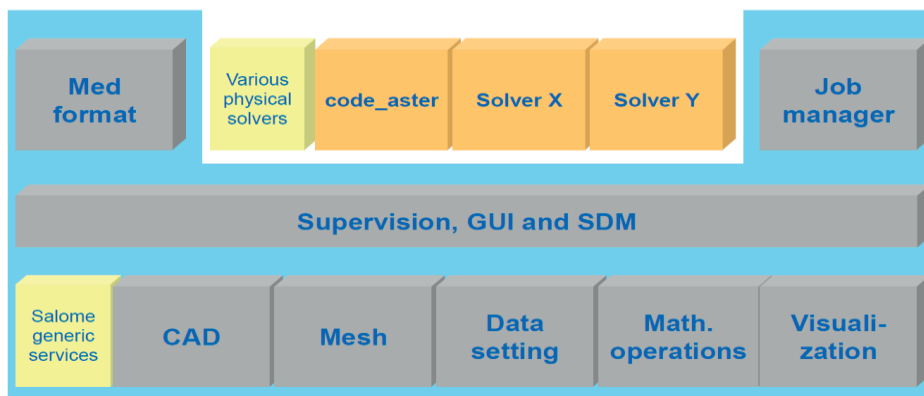 Med
format
Various
physical
solvers
code_aster
Solver X
Solver Y
Job
manager
Supervision, GUI and SDM
Salome
generic
services
CAD
Mesh
Data
setting
Math.
operations
Visuali-
zation